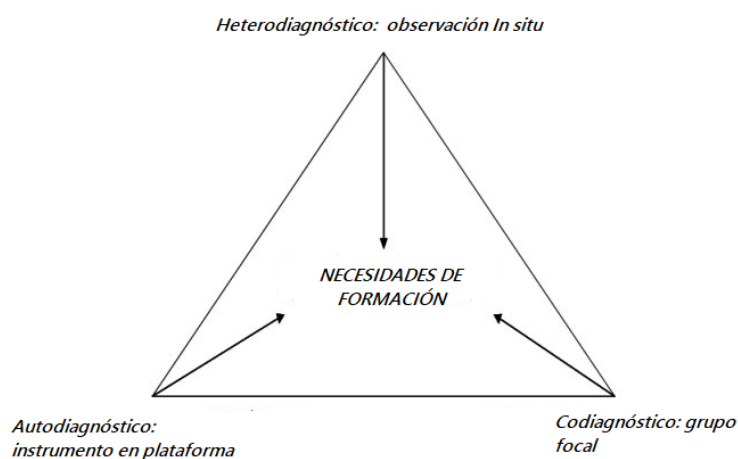 Heterodiagnóstico: observación In situ
NECESIDADES DE
FORMACIÓN
Autodiagnóstico:
instrumento en plataforma
Codiagnóstico: grupo
focal